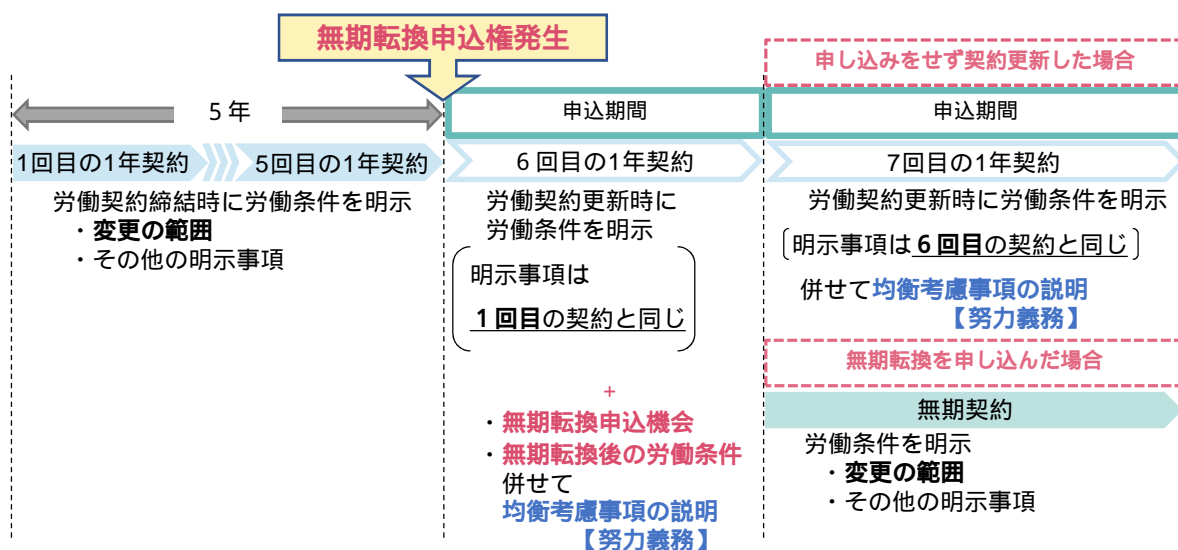 無期転換申込権発生
申し込みをせず契約更新した場合
5年
申込期間
申込期間
1回目の1年契約
5回目の1年契約
6回目の1年契約
7回目の1年契約
労働契約締結時に労働条件を明示
・変更の範囲
・その他の明示事項
労働契約更新時に
労働条件を明示
明示事項は
1回目の契約と同じ
+
・無期転換申込機会
・無期転換後の労働条件
併せて
均衡考慮事項の説明
【努力義務】
労働契約更新時に労働条件を明示
明示事項は6回目の契約と同じ
併せて均衡考慮事項の説明
【努力義務】
無期転換を申し込んだ場合
無期契約
労働条件を明示
・変更の範囲
・その他の明示事項